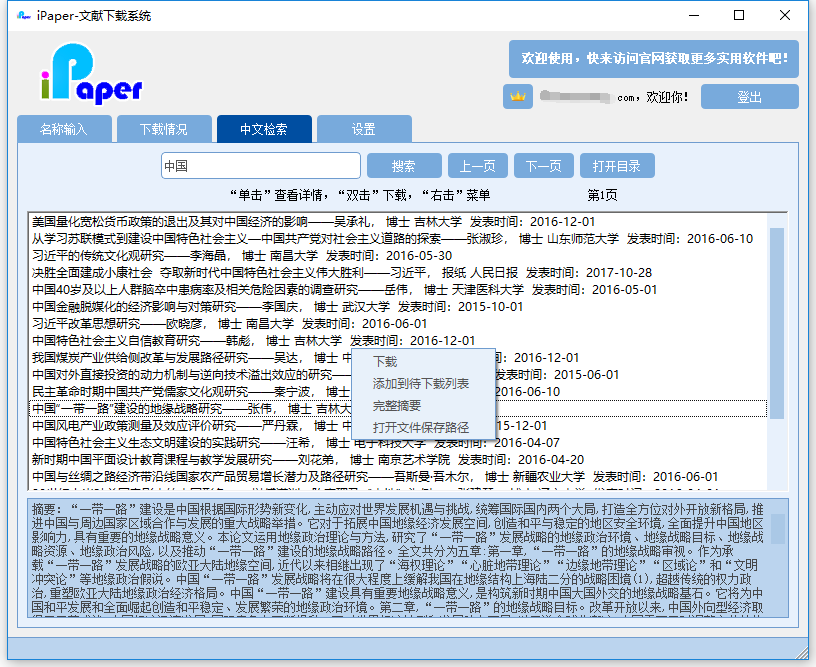 iPaper-文献下载系统
iPaper
欢迎使用，快来访问官网获取更多实用软件吧！
com，欢迎你！
登出
名称输入 下载情况 中文检索 设置
中国 搜索 上一页 下一页 打开目录
“单击”查看详情，“双击”下载，“右击”菜单 第1页
美国量化宽松货币政策的退出及其对中国经济的影响——吴承礼， 博士 吉林大学 发表时间：2016-12-01
从学习苏联模式到建设中国特色社会主义—中国共产党对社会主义道路的探索——张淑珍， 博士 山东师范大学 发表时间：2016-06-10
习近平的传统文化观研究——李海晶， 博士 南昌大学 发表时间：2016-05-30
决胜全面建成小康社会 夺取新时代中国特色社会主义伟大胜利——习近平， 报纸 人民日报 发表时间：2017-10-28
中国40岁及以上人群脑卒中患病率及相关危险因素的调查研究——岳伟， 博士 天津医科大学 发表时间：2016-05-01
中国金融脱媒化的经济影响与对策研究——李国庆， 博士 武汉大学 发表时间：2015-10-01
习近平改革思想研究——欧晓彦， 博士 南昌大学 发表时间：2016-06-01
中国特色社会主义自信教育研究——韩彪， 博士 吉林大学 发表时间：2016-12-01
我国煤炭产业供给侧改革与发展路径研究——吴达， 博士 中 间：2016-12-01
中国对外直接投资的动力机制与逆向技术溢出效应的研究—— 发表时间：2015-06-01
民主革命时期中国共产党儒家文化观研究——秦宁波， 博士 2016-06-10
中国“一带一路”建设的地缘战略研究——张伟， 博士 吉林大
中国风电产业政策测量及效应评价研究——严丹霖， 博士 中 15-12-01
中国特色社会主义生态文明建设的实践研究——汪希， 博士 电子科技大学 发表时间：2016-04-07
新时期中国平面设计教育课程与教学发展研究——刘花弟， 博士 南京艺术学院 发表时间：2016-04-20
中国与丝绸之路经济带沿线国家农产品贸易增长潜力及路径研究——吾斯曼·吾木尔， 博士 新疆农业大学 发表时间：2016-06-01
下载
添加到待下载列表
完整摘要
打开文件保存路径
摘要：“一带一路”建设是中国根据国际形势新变化,主动应对世界发展机遇与挑战,统筹国际国内两个大局,打造全方位对外开放新格局,推
进中国与周边国家区域合作与发展的重大战略举措。它对于拓展中国地缘经济发展空间,创造和平与稳定的地区安全环境,全面提升中国地区
影响力,具有重要的地缘战略意义。本论文运用地缘政治理论与方法,研究了“一带一路”发展战略的地缘政治环境、地缘战略目标、地缘战
略资源、地缘政治风险,以及推动“一带一路”建设的地缘战略路径。全文共分为五章:第一章,“一带一路”的地缘战略审视。作为承
载“一带一路”发展战略的欧亚大陆地缘空间,近代以来相继出现了“海权理论”“心脏地带理论”“边缘地带理论”“区域论”和“文明
冲突论”等地缘政治假说。中国“一带一路”发展战略将在很大程度上缓解我国在地缘结构上海陆二分的战略困境(1),超越传统的权力政
治,重塑欧亚大陆地缘政治经济格局。中国“一带一路”建设具有重要地缘战略意义,是构筑新时期中国大国外交的地缘战略基石。它将为中
国和平发展和全面崛起创造和平稳定、发展繁荣的地缘政治环境。第二章,“一带一路”的地缘战略目标。改革开放以来,中国外向型经济取